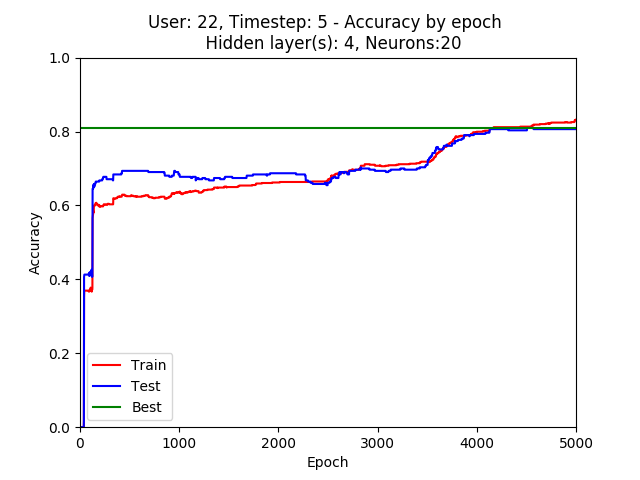 User: 22, Timestep: 5 - Accuracy by epoch
Hidden layer(s): 4, Neurons:20
1.0
0.8
0.6
0.4
0.2
0.0
Accuracy
Train
Test
Best
0 1000 2000 3000 4000 5000
Epoch